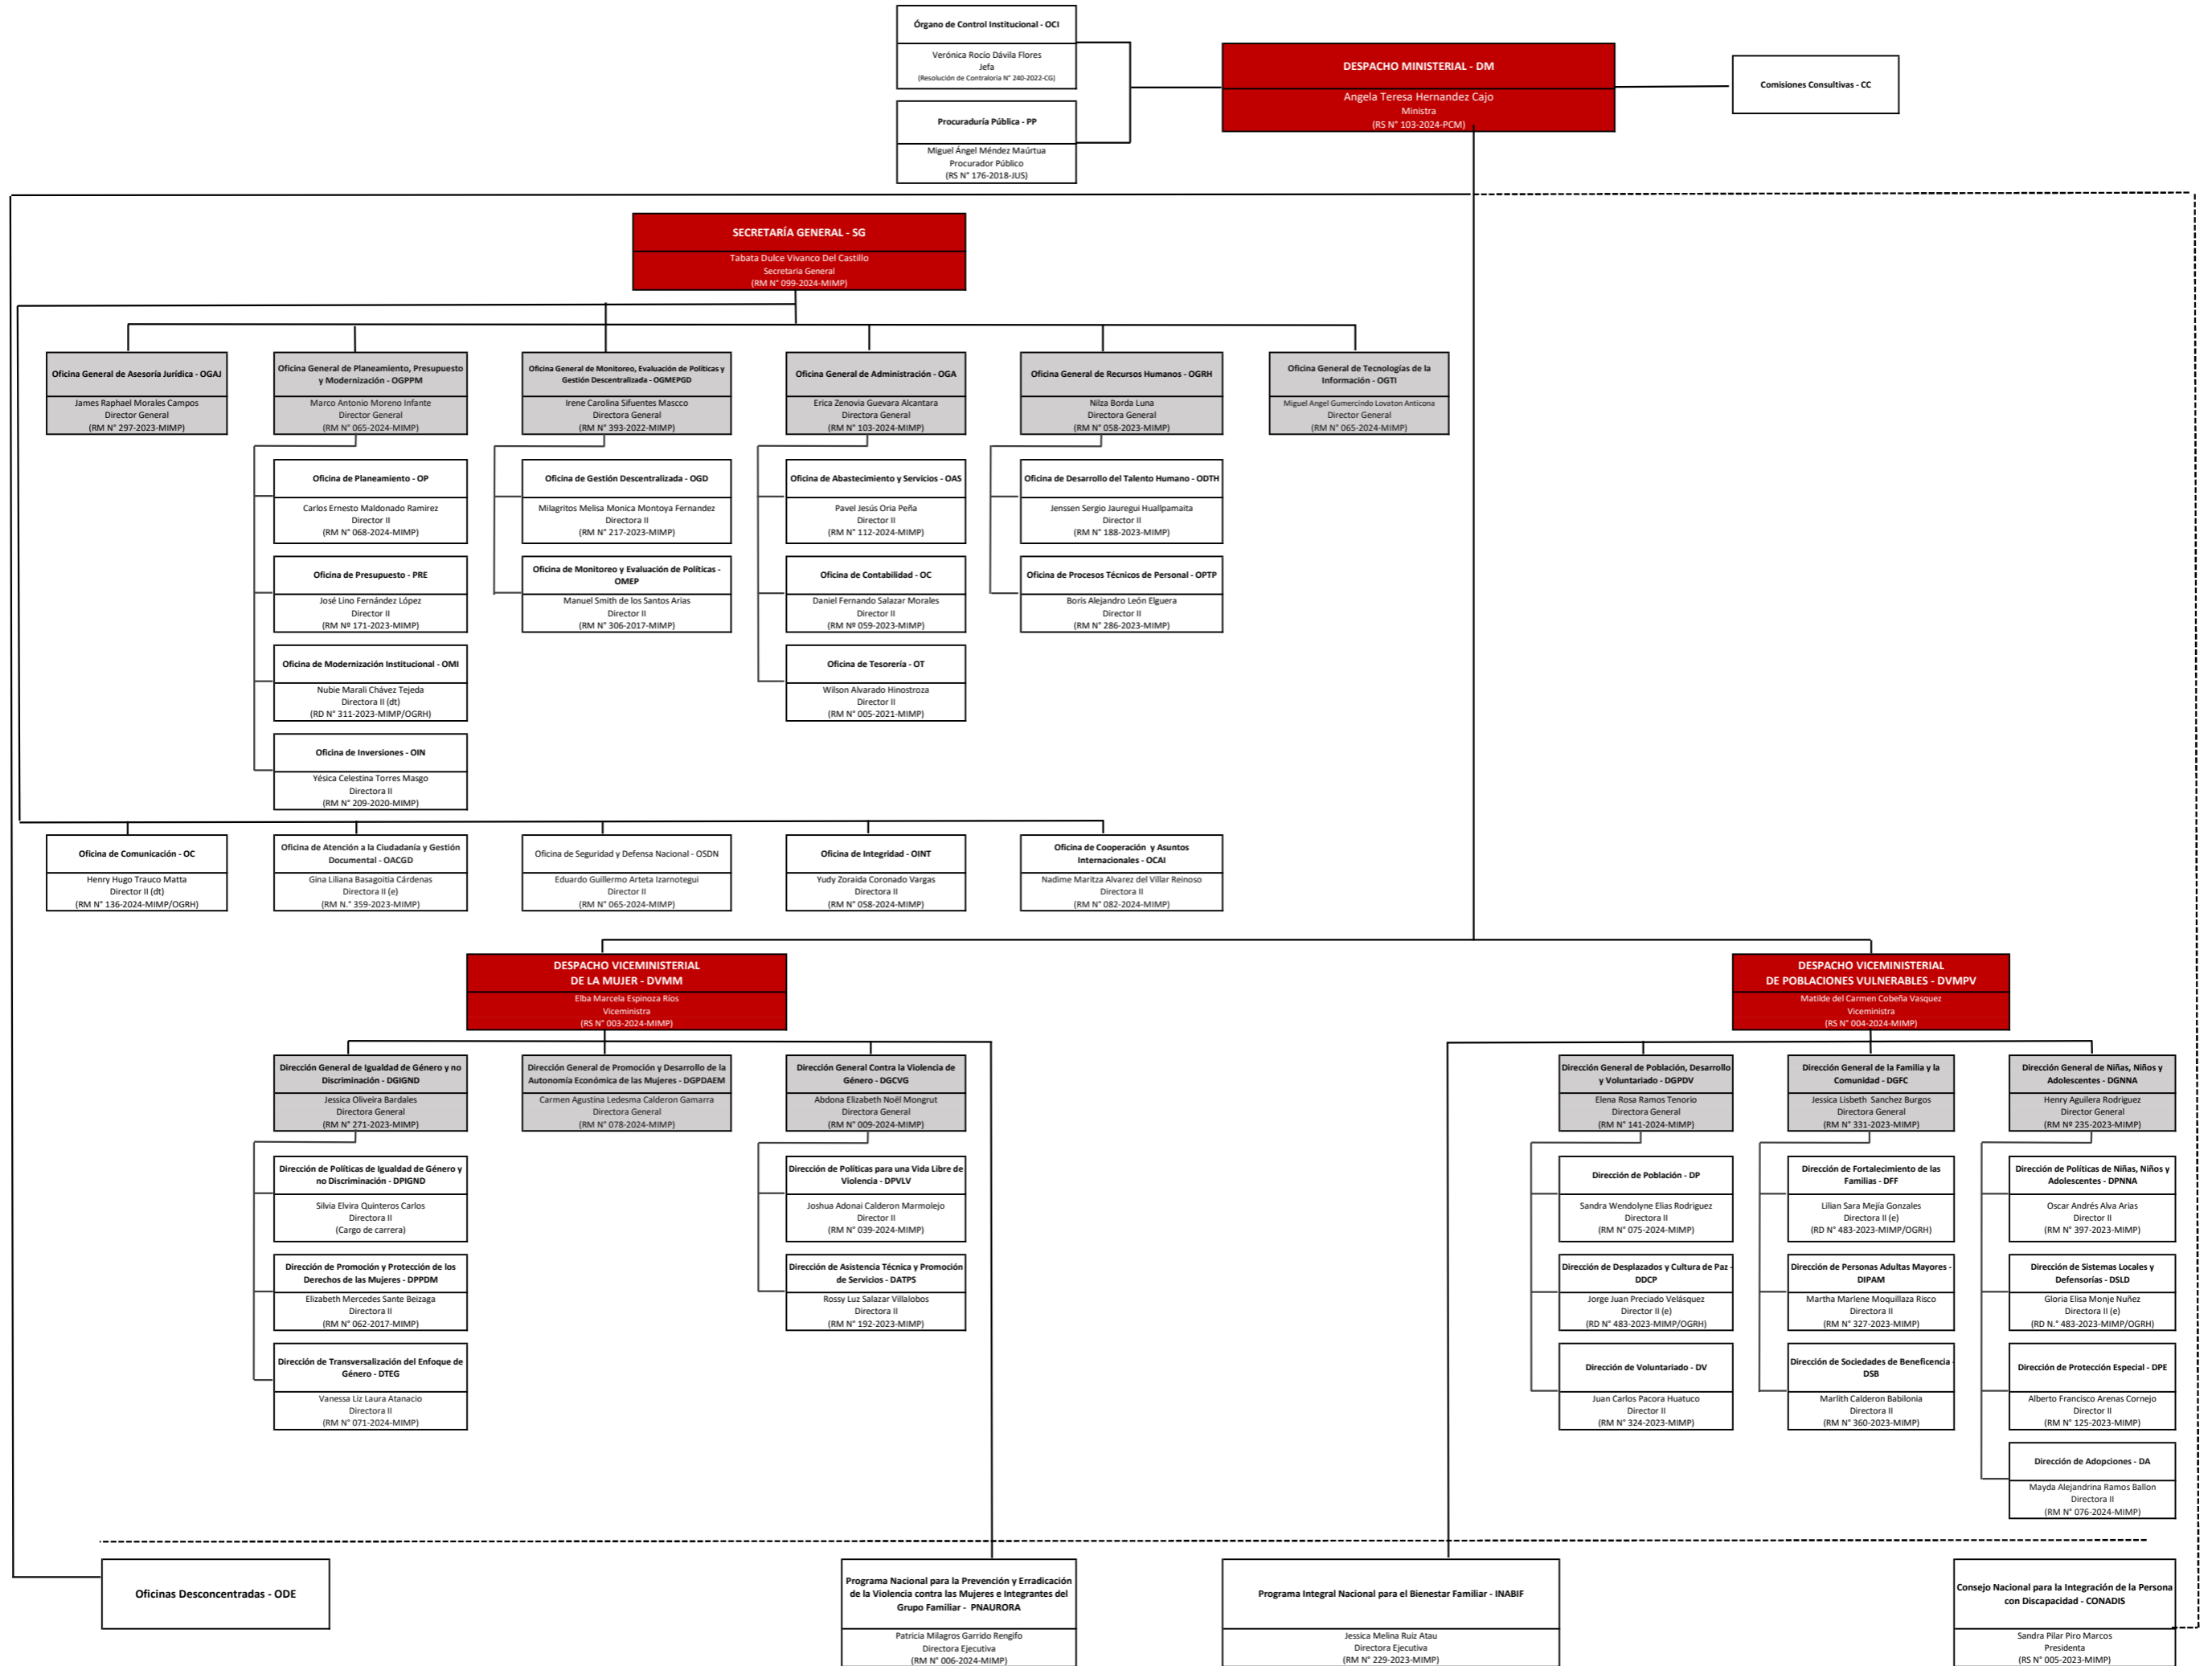 Órgano de Control Institucional - OCI
Verónica Rocío Dávila Flores
Jefa
(Resolución de Contraloría N° 240-2022-CG)
Procuraduría Pública - PP
Miguel Ángel Méndez Maúrtua
Procurador Público
(RS N° 176-2018-JUS)
DESPACHO MINISTERIAL - DM
Angela Teresa Hernandez Cajo
Ministra
(RS N° 103-2024-PCM)
Comisiones Consultivas - CC
SECRETARÍA GENERAL - SG
Tabata Dulce Vivanco Del Castillo
Secretaria General
(RM N° 099-2024-MIMP)
Oficina General de Asesoría Jurídica - OGAJ
James Raphael Morales Campos
Director General
(RM N° 297-2023-MIMP)
Oficina General de Planeamiento, Presupuesto
y Modernización - OGPPM
Marco Antonio Moreno Infante
Director General
(RM N° 065-2024-MIMP)
Oficina General de Monitoreo, Evaluación de Políticas y
Gestión Descentralizada - OGMEPGD
Irene Carolina Sifuentes Mascco
Directora General
(RM N° 393-2022-MIMP)
Oficina General de Administración - OGA
Erica Zenovia Guevara Alcantara
Directora General
(RM N° 103-2024-MIMP)
Oficina General de Recursos Humanos - OGRH
Nilza Borda Luna
Directora General
(RM N° 058-2023-MIMP)
Oficina General de Tecnologías de la
Información - OGTI
Miguel Angel Gumercindo Lovaton Anticona
Director General
(RM N° 065-2024-MIMP)
Oficina de Planeamiento - OP
Carlos Ernesto Maldonado Ramirez
Director II
(RM N° 068-2024-MIMP)
Oficina de Presupuesto - PRE
José Lino Fernández López
Director II
(RM Nº 171-2023-MIMP)
Oficina de Modernización Institucional - OMI
Nubie Marali Chávez Tejeda
Directora II (dt)
(RD N° 311-2023-MIMP/OGRH)
Oficina de Inversiones - OIN
Yésica Celestina Torres Masgo
Directora II
(RM N° 209-2020-MIMP)
Oficina de Gestión Descentralizada - OGD
Milagritos Melisa Monica Montoya Fernandez
Directora II
(RM N° 217-2023-MIMP)
Oficina de Monitoreo y Evaluación de Políticas -
OMEP
Manuel Smith de los Santos Arias
Director II
(RM N° 306-2017-MIMP)
Oficina de Abastecimiento y Servicios - OAS
Pavel Jesús Oria Peña
Director II
(RM N° 112-2024-MIMP)
Oficina de Contabilidad - OC
Daniel Fernando Salazar Morales
Director II
(RM Nº 059-2023-MIMP)
Oficina de Tesorería - OT
Wilson Alvarado Hinostroza
Director II
(RM N° 005-2021-MIMP)
Oficina de Desarrollo del Talento Humano - ODTH
Jenssen Sergio Jauregui Huallpamaita
Director II
(RM N° 188-2023-MIMP)
Oficina de Procesos Técnicos de Personal - OPTP
Boris Alejandro León Elguera
Director II
(RM N° 286-2023-MIMP)
Oficina de Comunicación - OC
Henry Hugo Trauco Matta
Director II (dt)
(RM N° 136-2024-MIMP/OGRH)
Oficina de Atención a la Ciudadanía y Gestión
Documental - OACGD
Gina Liliana Basagoitia Cárdenas
Directora II (e)
(RM N.° 359-2023-MIMP)
Oficina de Seguridad y Defensa Nacional - OSDN
Eduardo Guillermo Arteta Izarnotegui
Director II
(RM N° 065-2024-MIMP)
Oficina de Integridad - OINT
Yudy Zoraida Coronado Vargas
Directora II
(RM N° 058-2024-MIMP)
Oficina de Cooperación y Asuntos
Internacionales - OCAI
Nadime Maritza Alvarez del Villar Reinoso
Directora II
(RM N° 082-2024-MIMP)
DESPACHO VICEMINISTERIAL
DE LA MUJER - DVMM
Elba Marcela Espinoza Ríos
Viceministra
(RS N° 003-2024-MIMP)
DESPACHO VICEMINISTERIAL
DE POBLACIONES VULNERABLES - DVMPV
Matilde del Carmen Cobeña Vasquez
Viceministra
(RS N° 004-2024-MIMP)
Dirección General de Igualdad de Género y no
Discriminación - DGIGND
Jessica Oliveira Bardales
Directora General
(RM N° 271-2023-MIMP)
Dirección General de Promoción y Desarrollo de la
Autonomía Económica de las Mujeres - DGPDAEM
Carmen Agustina Ledesma Calderon Gamarra
Directora General
(RM N° 078-2024-MIMP)
Dirección General Contra la Violencia de
Género - DGCVG
Abdona Elizabeth Noël Mongrut
Directora General
(RM N° 009-2024-MIMP)
Dirección General de Población, Desarrollo
y Voluntariado - DGPDV
Elena Rosa Ramos Tenorio
Directora General
(RM N° 141-2024-MIMP)
Dirección General de la Familia y la
Comunidad - DGFC
Jessica Lisbeth Sanchez Burgos
Directora General
(RM N° 331-2023-MIMP)
Dirección General de Niñas, Niños y
Adolescentes - DGNNA
Henry Aguilera Rodriguez
Director General
(RM Nº 235-2023-MIMP)
Dirección de Políticas de Igualdad de Género y
no Discriminación - DPIGND
Silvia Elvira Quinteros Carlos
Directora II
(Cargo de carrera)
Dirección de Promoción y Protección de los
Derechos de las Mujeres - DPPDM
Elizabeth Mercedes Sante Beizaga
Directora II
(RM N° 062-2017-MIMP)
Dirección de Transversalización del Enfoque de
Género - DTEG
Vanessa Liz Laura Atanacio
Directora II
(RM N° 071-2024-MIMP)
Dirección de Políticas para una Vida Libre de
Violencia - DPVLV
Joshua Adonai Calderon Marmolejo
Director II
(RM N° 039-2024-MIMP)
Dirección de Asistencia Técnica y Promoción
de Servicios - DATPS
Rossy Luz Salazar Villalobos
Directora II
(RM N° 192-2023-MIMP)
Dirección de Población - DP
Sandra Wendolyne Elias Rodriguez
Directora II
(RM N° 075-2024-MIMP)
Dirección de Desplazados y Cultura de Paz -
DDCP
Jorge Juan Preciado Velásquez
Director II (e)
(RD N° 483-2023-MIMP/OGRH)
Dirección de Voluntariado - DV
Juan Carlos Pacora Huatuco
Director II
(RM N° 324-2023-MIMP)
Dirección de Fortalecimiento de las
Familias - DFF
Lilian Sara Mejía Gonzales
Directora II (e)
(RD N° 483-2023-MIMP/OGRH)
Dirección de Personas Adultas Mayores -
DIPAM
Martha Marlene Moquillaza Risco
Directora II
(RM N° 327-2023-MIMP)
Dirección de Sociedades de Beneficencia -
DSB
Marlith Calderon Babilonia
Directora II
(RM N° 360-2023-MIMP)
Dirección de Políticas de Niñas, Niños y
Adolescentes - DPNNA
Oscar Andrés Alva Arias
Director II
(RM N° 397-2023-MIMP)
Dirección de Sistemas Locales y
Defensorías - DSLD
Gloria Elisa Monje Nuñez
Directora II (e)
(RD N.° 483-2023-MIMP/OGRH)
Dirección de Protección Especial - DPE
Alberto Francisco Arenas Cornejo
Director II
(RM N° 125-2023-MIMP)
Dirección de Adopciones - DA
Mayda Alejandrina Ramos Ballon
Directora II
(RM N° 076-2024-MIMP)
Oficinas Desconcentradas - ODE
Programa Nacional para la Prevención y Erradicación
de la Violencia contra las Mujeres e Integrantes del
Grupo Familiar - PNAURORA
Patricia Milagros Garrido Rengifo
Directora Ejecutiva
(RM N° 006-2024-MIMP)
Programa Integral Nacional para el Bienestar Familiar - INABIF
Jessica Melina Ruiz Atau
Directora Ejecutiva
(RM N° 229-2023-MIMP)
Consejo Nacional para la Integración de la Persona
con Discapacidad - CONADIS
Sandra Pilar Piro Marcos
Presidenta
(RS N° 005-2023-MIMP)